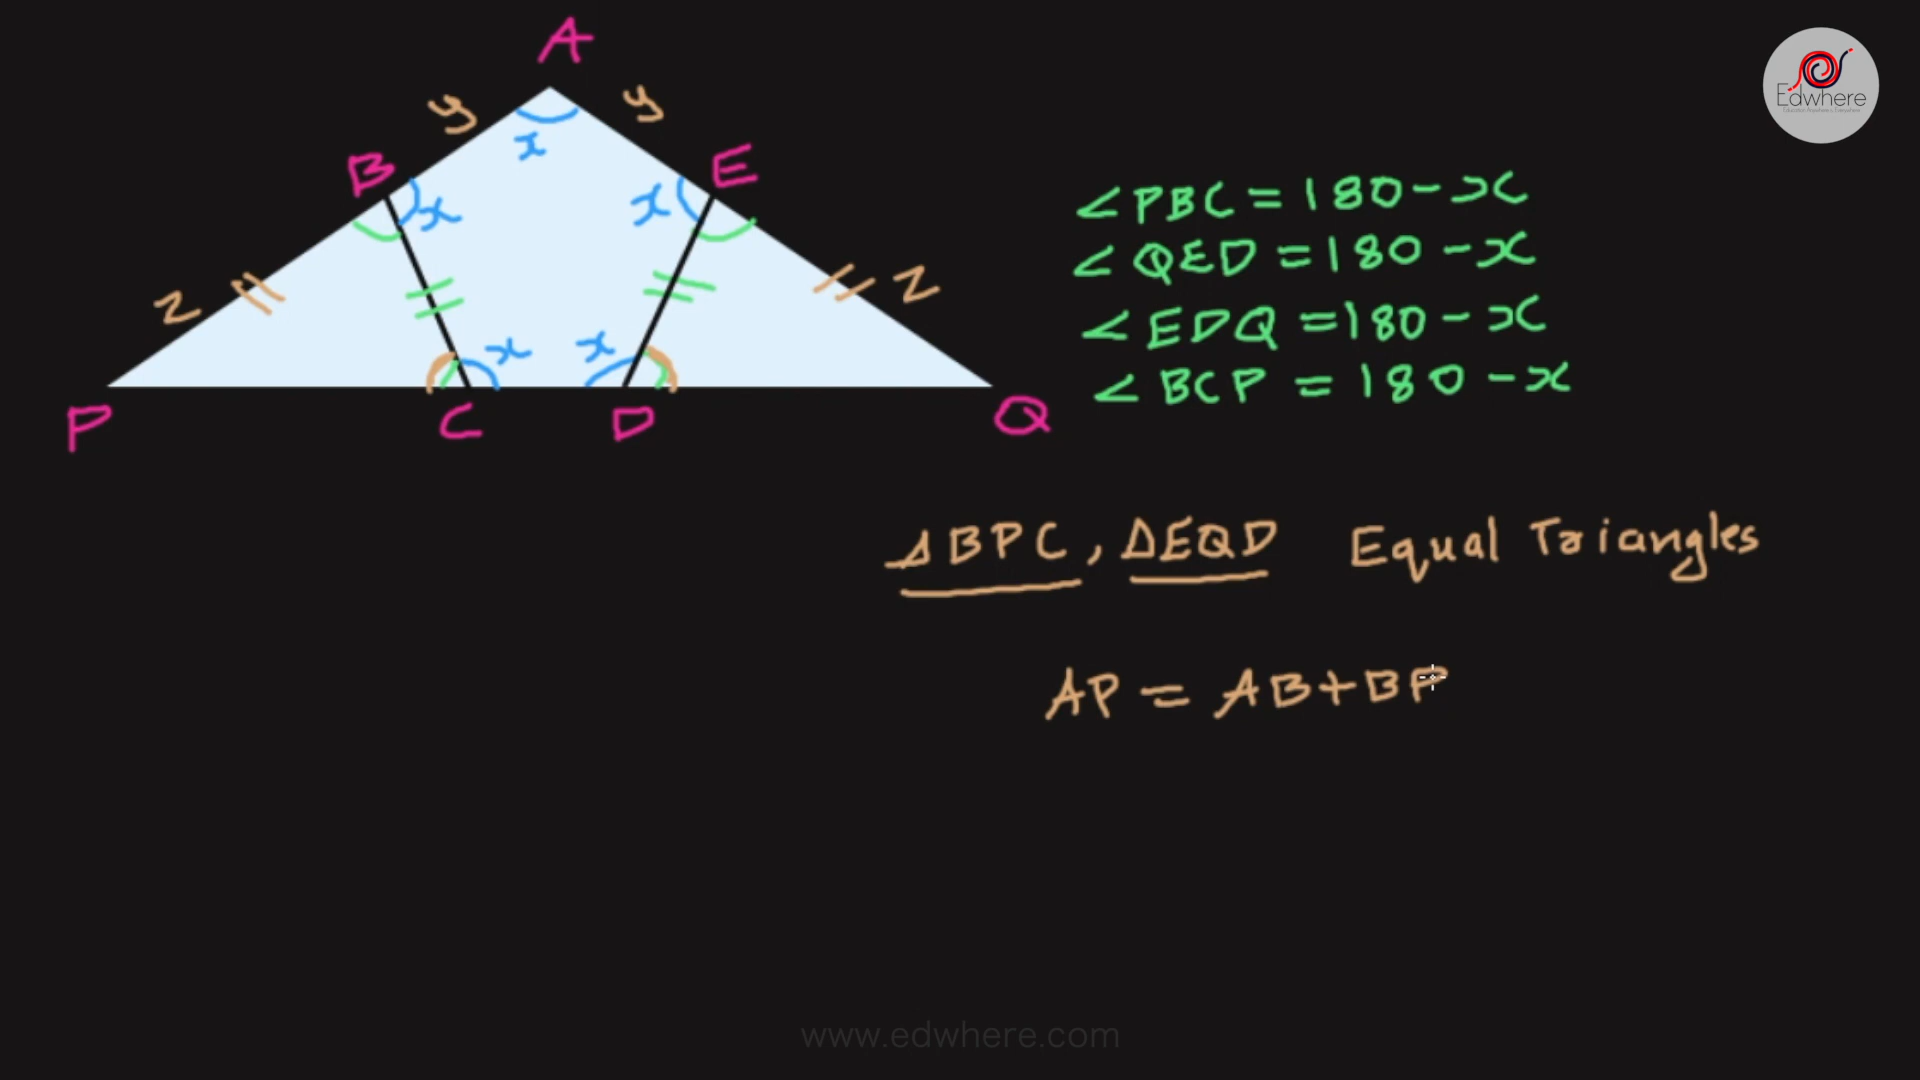 A
y
y
B
E
x
x
x
z
z
x
x
P
C
D
Q
∠PBC = 180 - x
∠QED = 180 - x
∠EDQ = 180 - x
∠BCP = 180 - x
ΔBPC, ΔEQD Equal Triangles
AP = AB + BP
Edwhere
www.edwhere.com